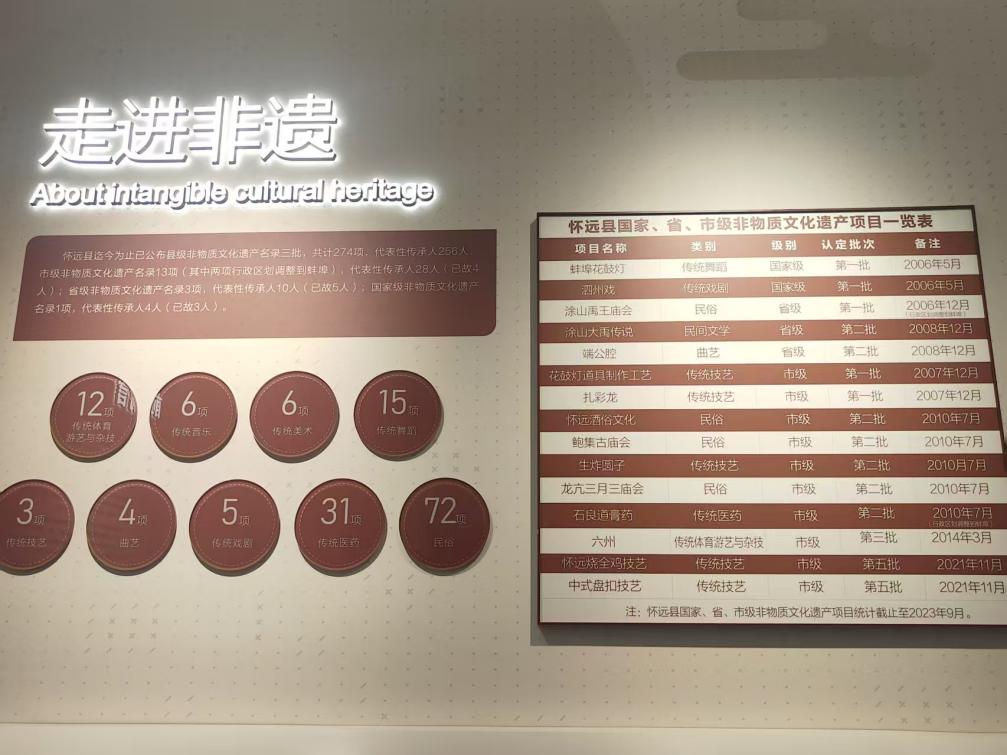 走进非遗
About intangible cultural heritage
怀远县迄今为止已公布县级非物质文化遗产名录三批，共计274项，代表性传承人256人，
市级非物质文化遗产名录13项（其中两项行政区划调整到蚌埠），代表性传承人28人（已故4
人）；省级非物质文化遗产名录3项，代表性传承人10人（已故5人）；国家级非物质文化遗产
名录1项，代表性传承人4人（已故3人）。
12项
传统体育
游艺与杂技
6项
传统音乐
6项
传统美术
15项
传统舞蹈
3项
传统技艺
4项
曲艺
5项
传统戏剧
31项
传统医药
72项
民俗
怀远县国家、省、市级非物质文化遗产项目一览表
项目名称 类别 级别 认定批次 备注
蚌埠花鼓灯 传统舞蹈 国家级 第一批 2006年5月
泗州戏 传统戏剧 国家级 第一批 2006年5月
涂山禹王庙会 民俗 省级 第一批 2006年12月
（行政区划调整到蚌埠）
涂山大禹传说 民间文学 省级 第二批 2008年12月
端公腔 曲艺 省级 第二批 2008年12月
花鼓灯道具制作工艺 传统技艺 市级 第一批 2007年12月
扎彩龙 传统技艺 市级 第一批 2007年12月
怀远酒俗文化 民俗 市级 第二批 2010年7月
鲍集古庙会 民俗 市级 第二批 2010年7月
生炸圆子 传统技艺 市级 第二批 2010月7月
龙亢三月三庙会 民俗 市级 第二批 2010年7月
石良道膏药 传统医药 市级 第二批 2010年7月
（行政区划调整到蚌埠）
六州 传统体育游艺与杂技 市级 第三批 2014年3月
怀远烧全鸡技艺 传统技艺 市级 第五批 2021年11月
中式盘扣技艺 传统技艺 市级 第五批 2021年11月
注：怀远县国家、省、市级非物质文化遗产项目统计截止至2023年9月。